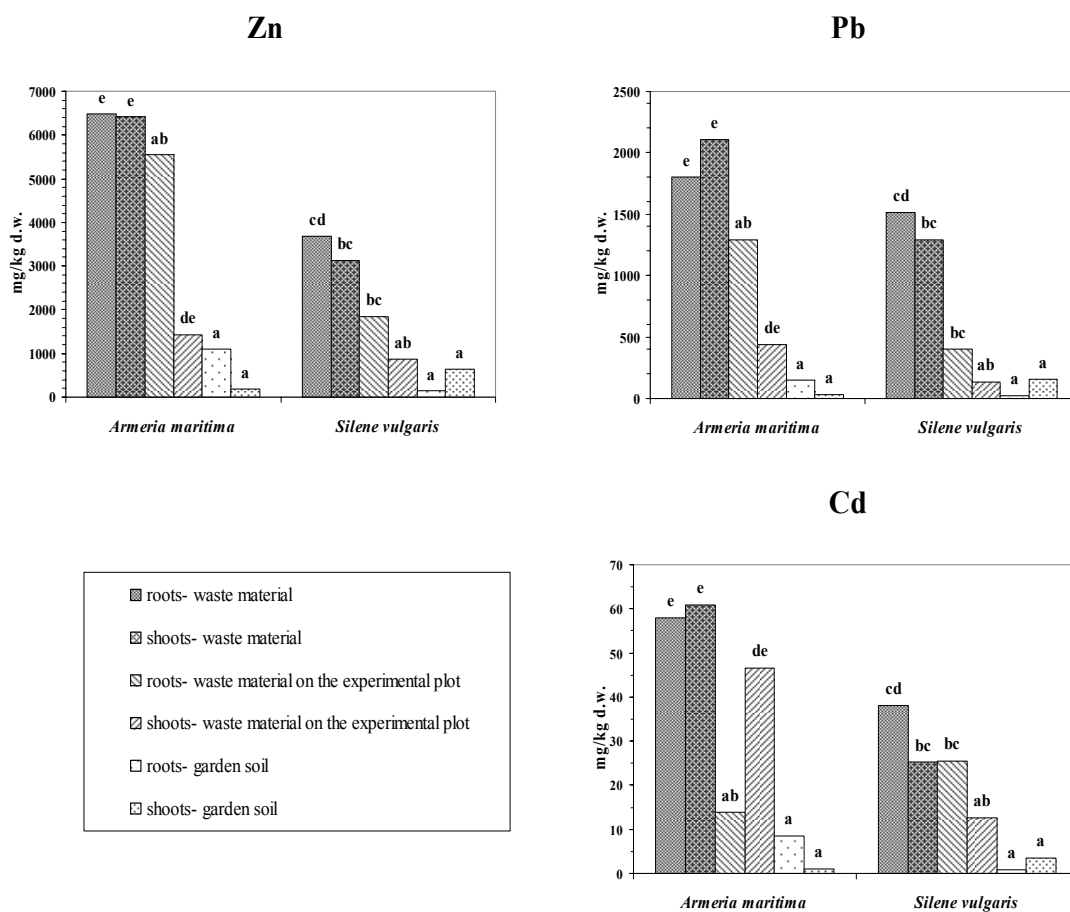 Zn
7000
6000
5000
4000
3000
2000
1000
0
mg/kg d.w.
e e ab de a a
cd bc bc ab a a
Armeria maritima Silene vulgaris
Pb
2500
2000
1500
1000
500
0
mg/kg d.w.
e e ab de a a
cd bc bc ab a a
Armeria maritima Silene vulgaris
Cd
70
60
50
40
30
20
10
0
mg/kg d.w.
e e ab de a a
cd bc bc ab a a
Armeria maritima Silene vulgaris
roots- waste material
shoots- waste material
roots- waste material on the experimental plot
shoots- waste material on the experimental plot
roots- garden soil
shoots- garden soil